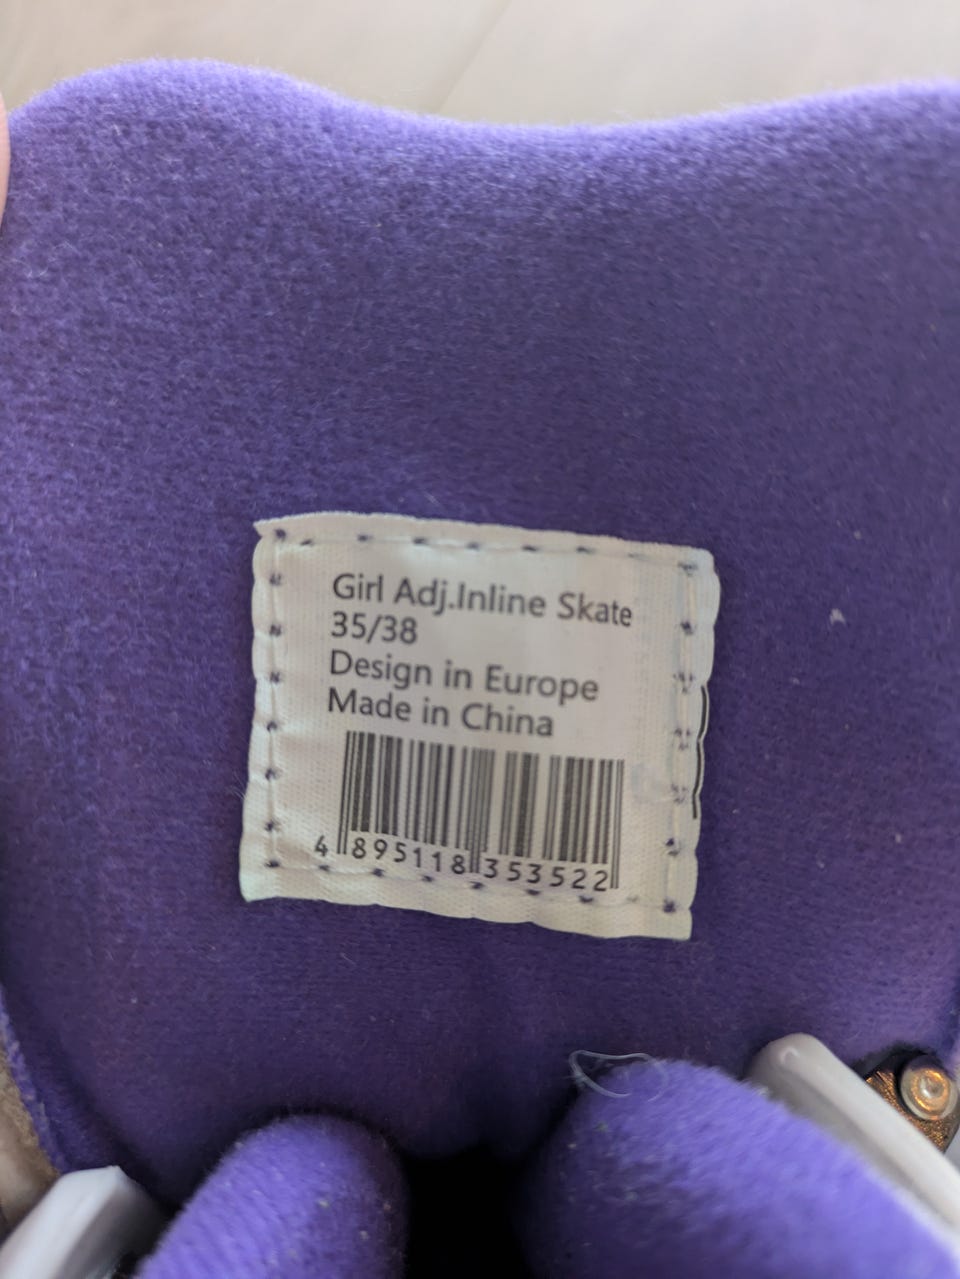 Girl Adj.Inline Skate
35/38
Design in Europe
Made in China
4 895118 353522